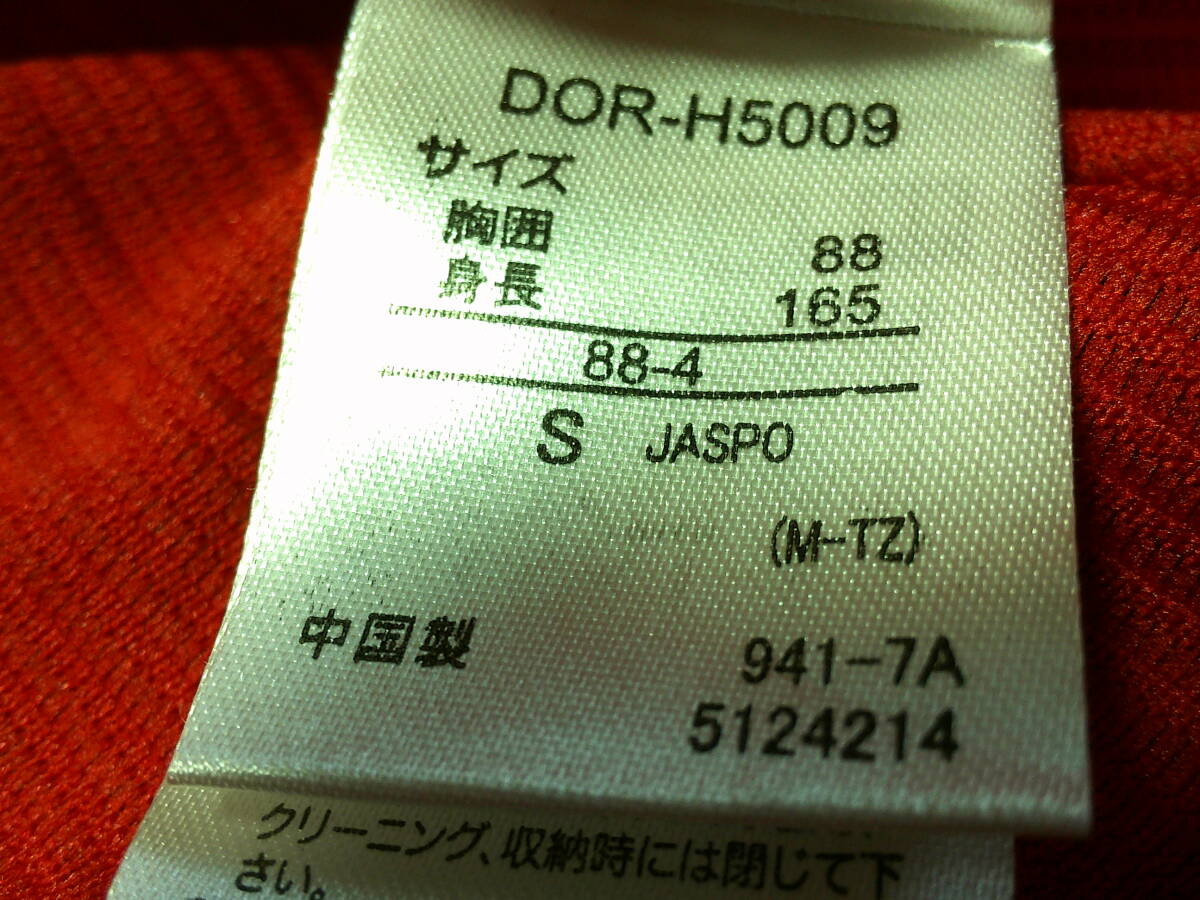 DOR-H5009
サイズ
胸囲 88
身長 165
88-4
S JASPO
(M-TZ)
中国製 941-7A
5124214
クリーニング、収納時には閉じて下
さい。